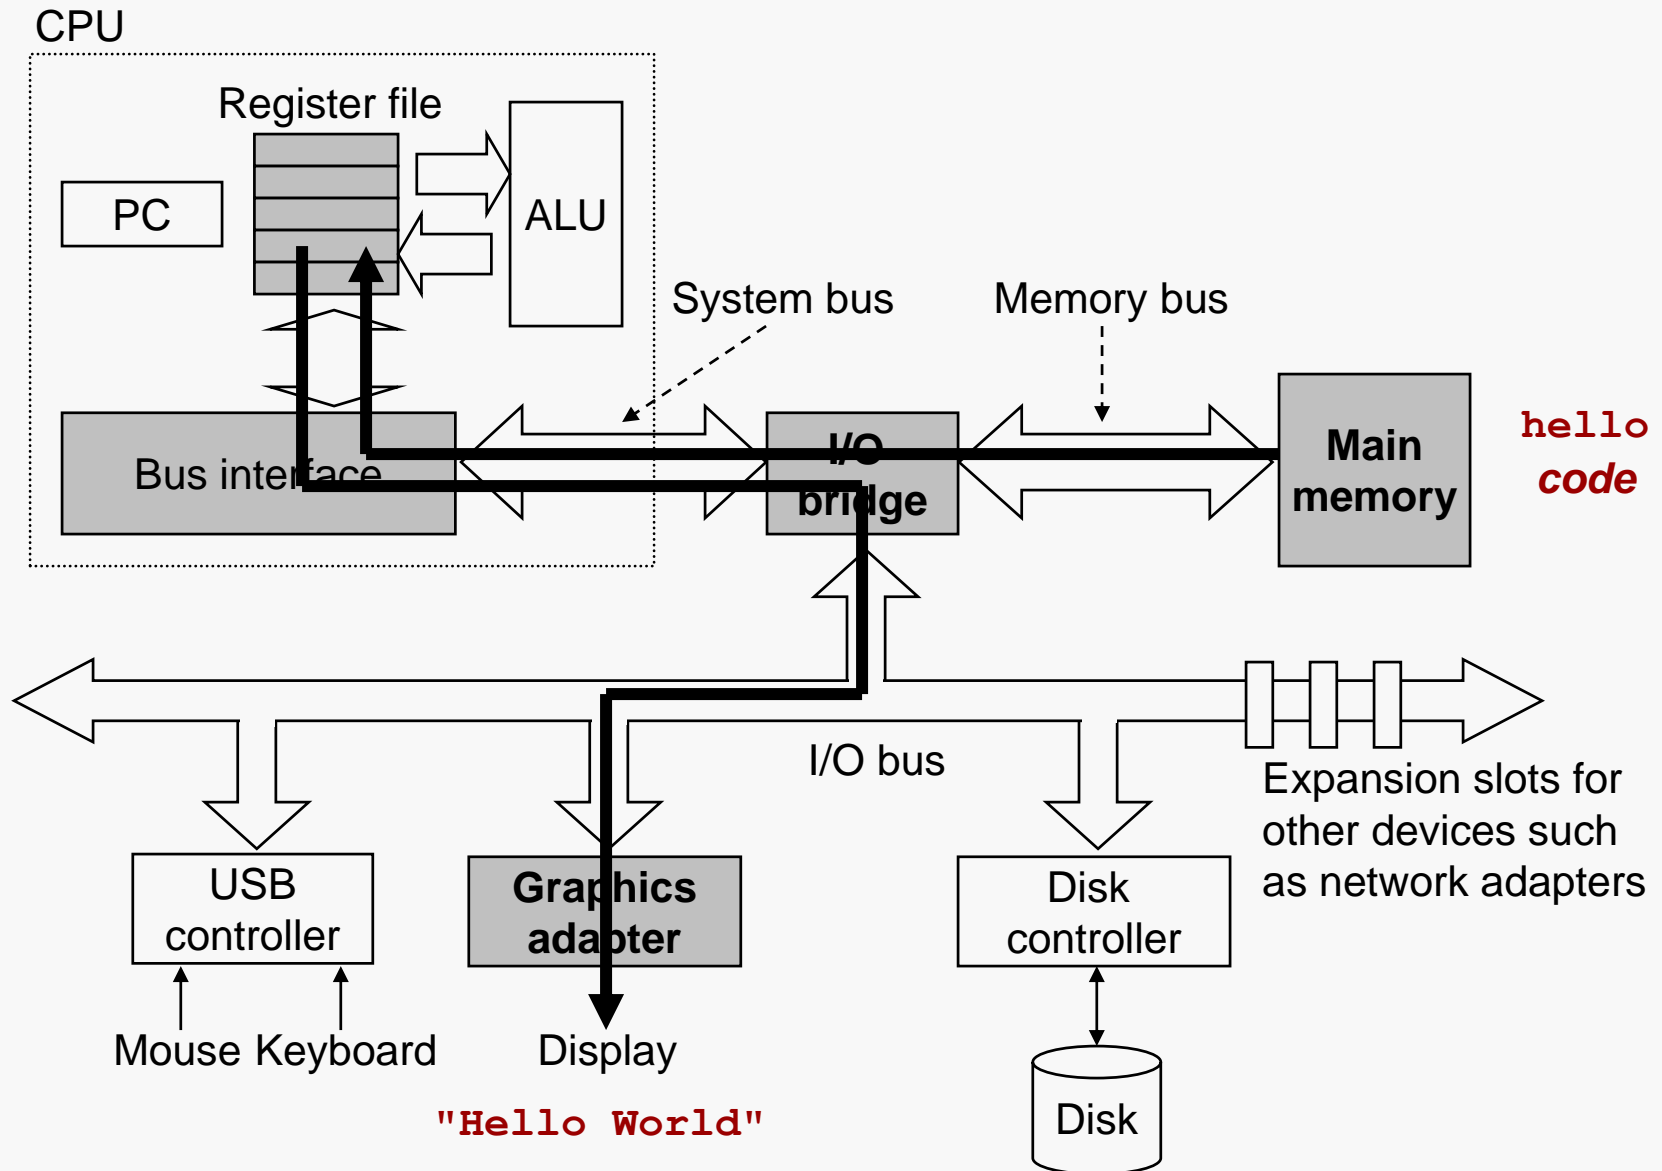 CPU
Register file
PC
ALU
System bus
Memory bus
Bus interface
I/O
bridge
Main
memory
hello
code
I/O bus
Expansion slots for
other devices such
as network adapters
USB
controller
Graphics
adapter
Disk
controller
Mouse
Keyboard
Display
"Hello World"
Disk